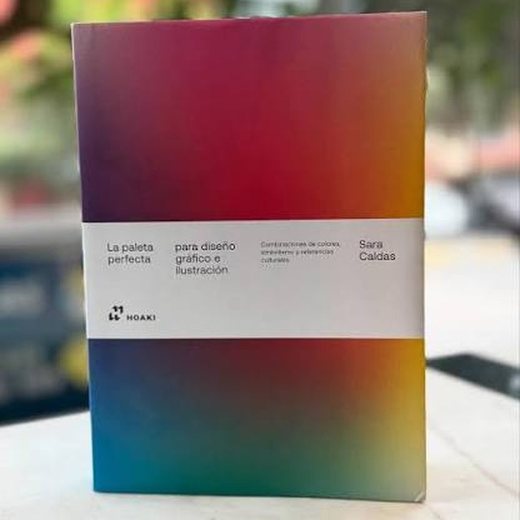 La paleta
perfecta
para diseño
gráfico e
ilustración
Combinaciones de colores,
simbolismo y referencias
culturales
Sara
Caldas
HOAKI